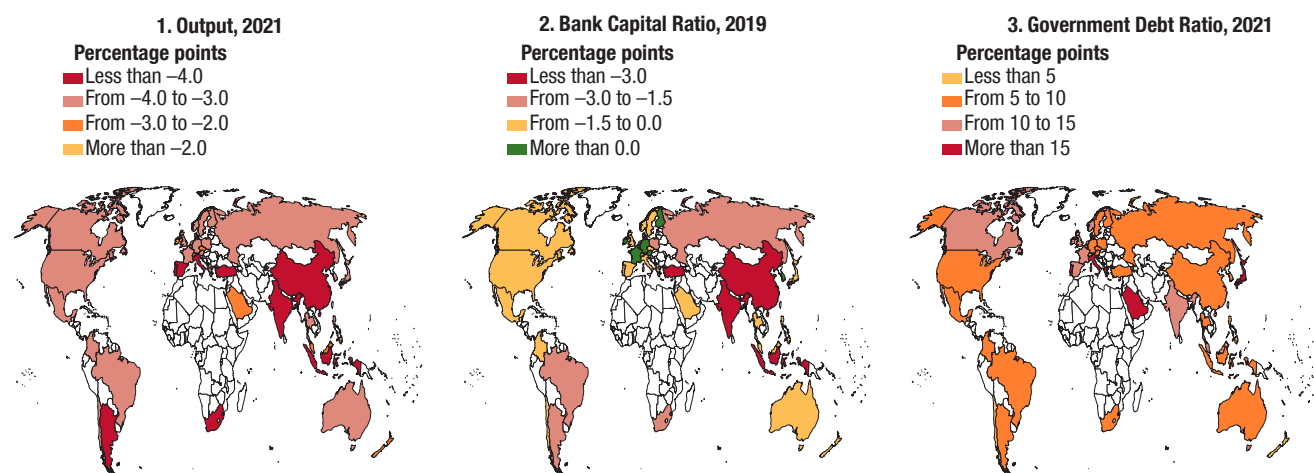 1. Output, 2021
Percentage points
Less than –4.0
From –4.0 to –3.0
From –3.0 to –2.0
More than –2.0
2. Bank Capital Ratio, 2019
Percentage points
Less than –3.0
From –3.0 to –1.5
From –1.5 to 0.0
More than 0.0
3. Government Debt Ratio, 2021
Percentage points
Less than 5
From 5 to 10
From 10 to 15
More than 15